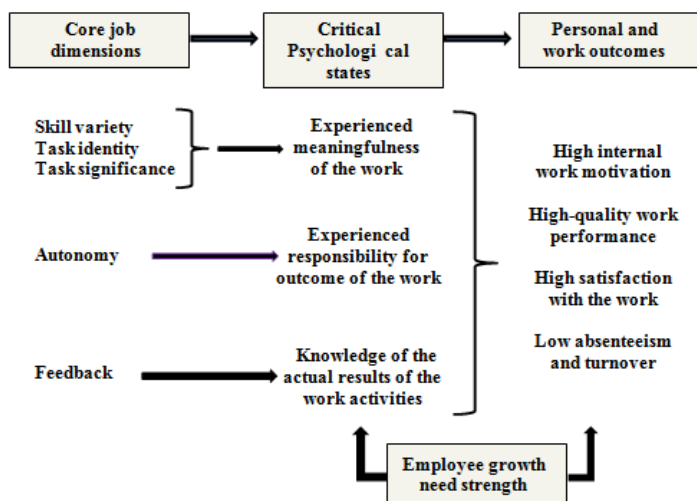 Core job
dimensions
Critical
Psychologi cal
states
Personal and
work outcomes
Skill variety
Task identity
Task significance
Experienced
meaningfulness
of the work
High internal
work motivation
High-quality work
performance
Autonomy
Experienced
responsibility for
outcome of the work
High satisfaction
with the work
Low absenteeism
and turnover
Feedback
Knowledge of the
actual results of the
work activities
Employee growth
need strength